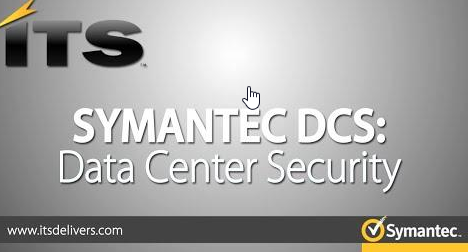 ITS
SYMANTEC DCS:
Data Center Security
www.itsdelivers.com
Symantec.